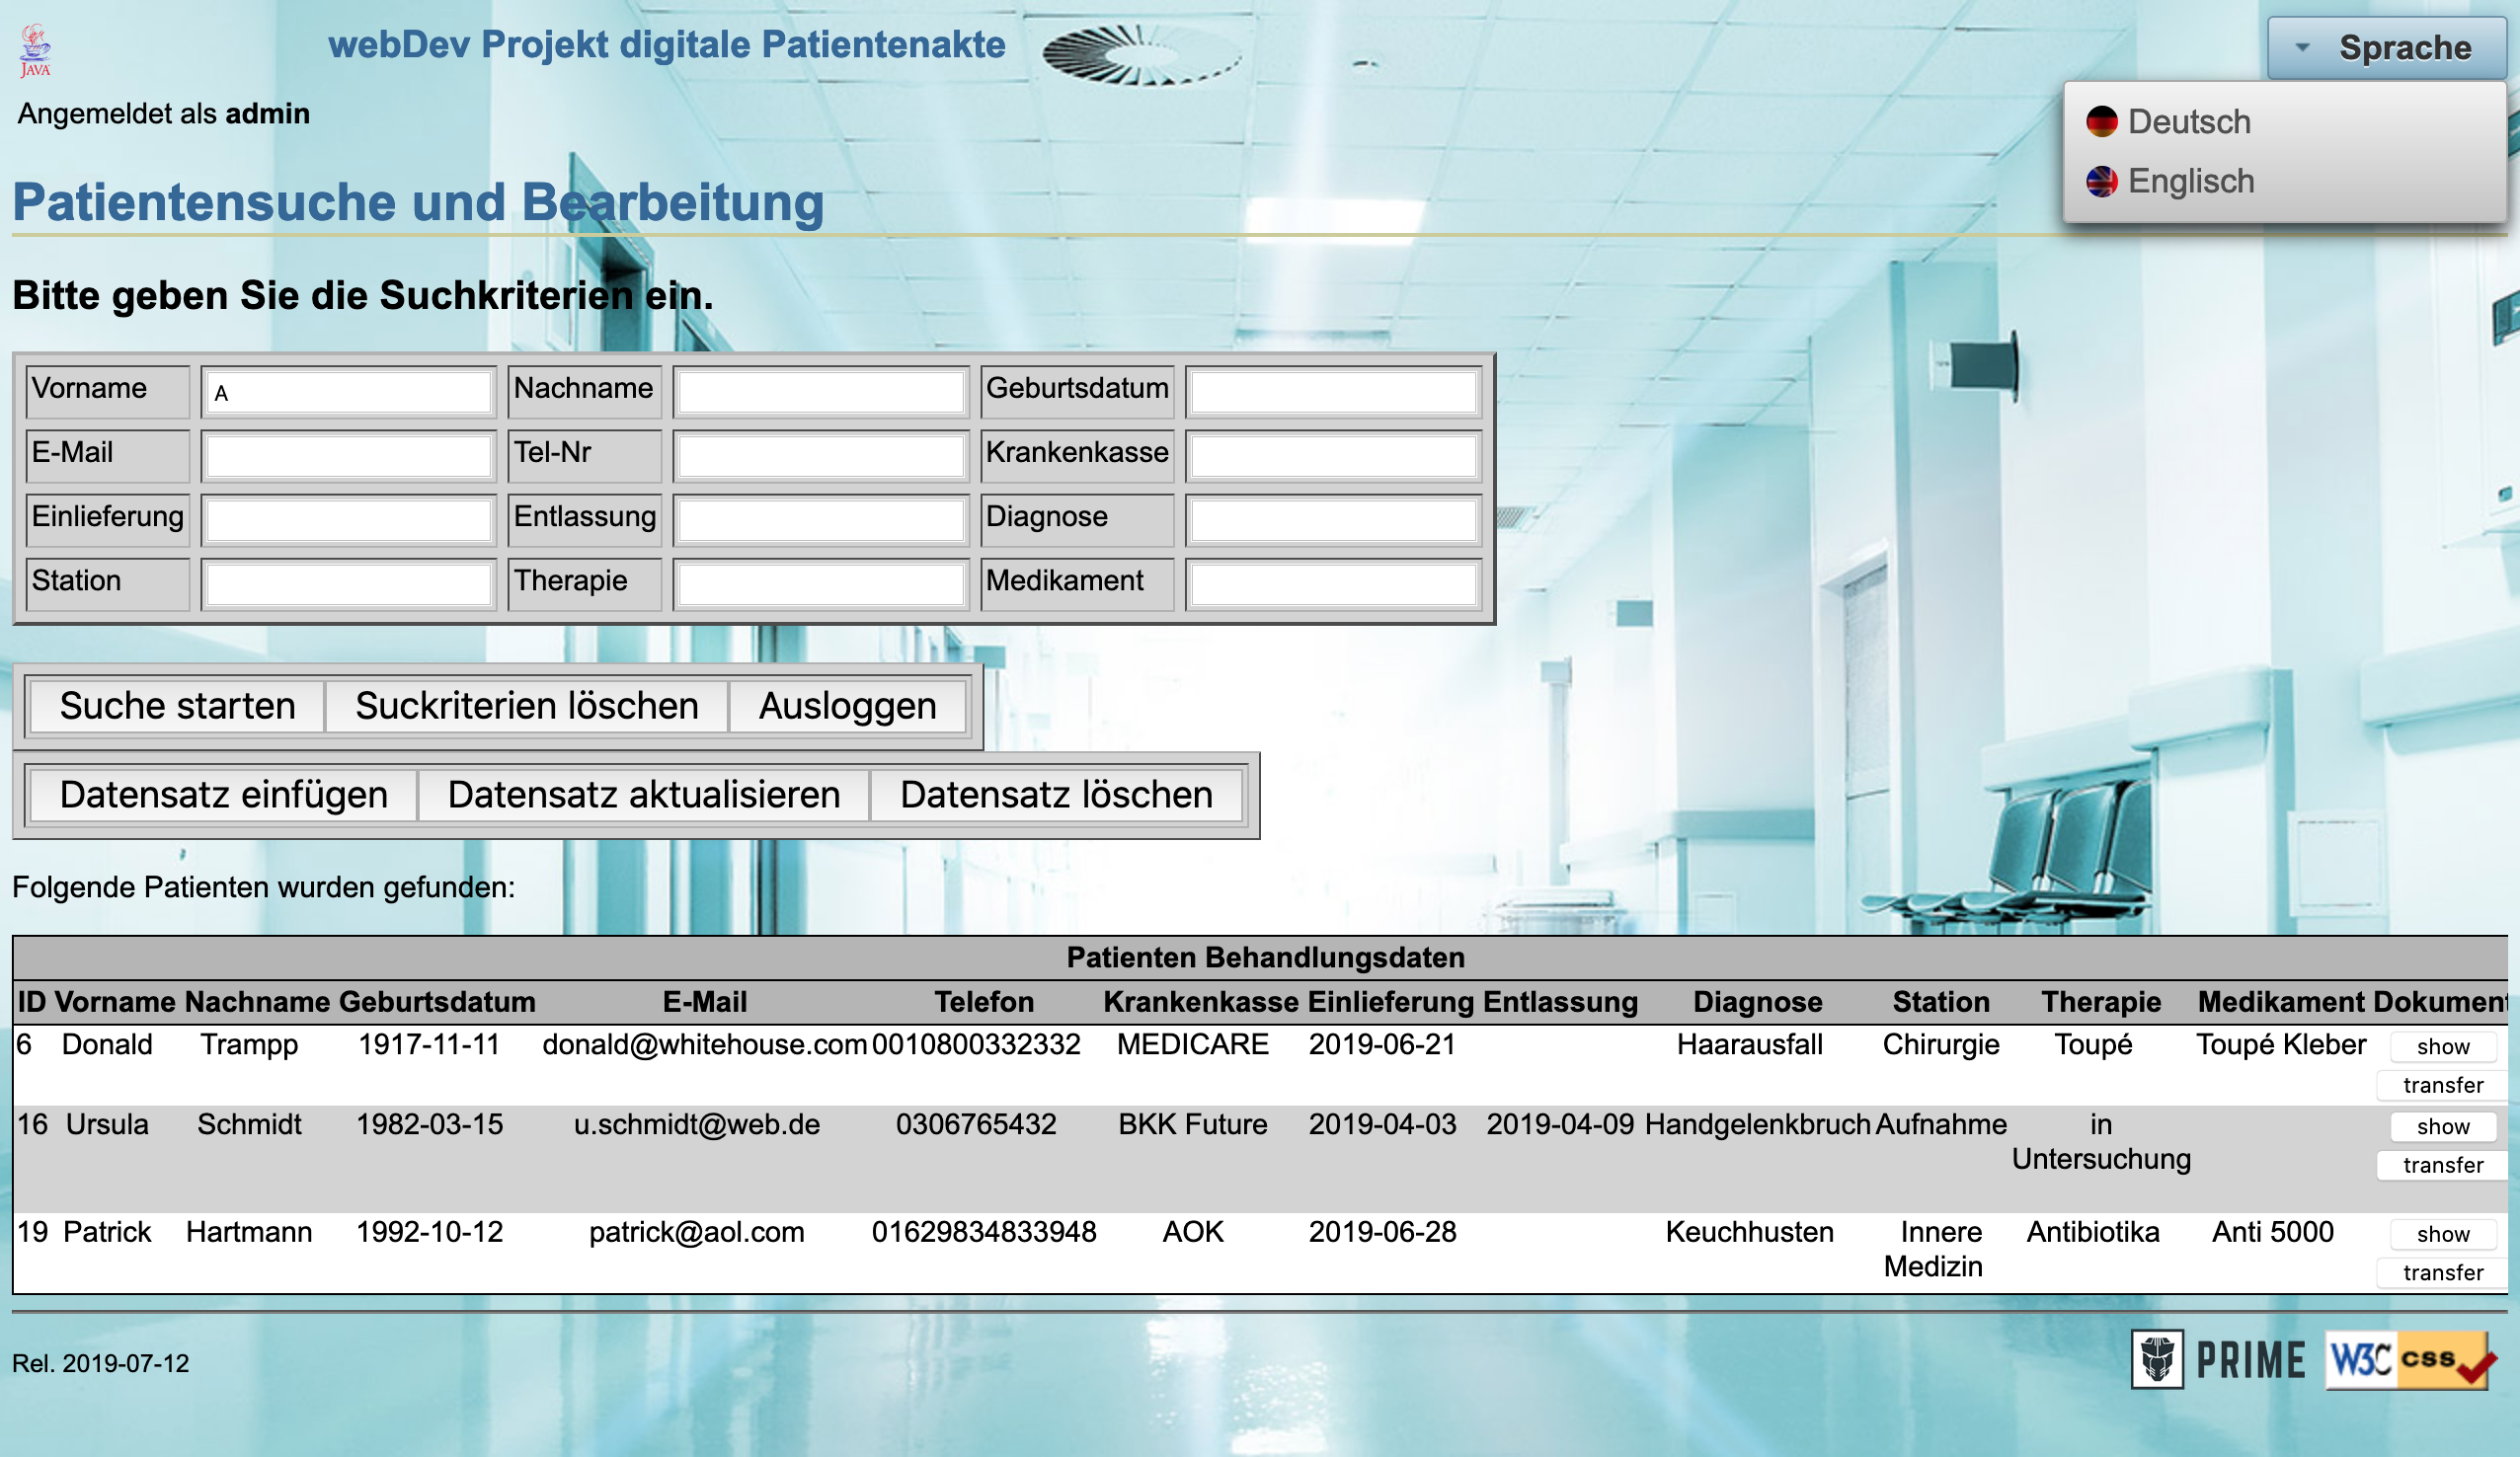 JAVA
webDev Projekt digitale Patientenakte
Sprache
Angemeldet als admin
Deutsch
Englisch
Patientensuche und Bearbeitung
Bitte geben Sie die Suchkriterien ein.
Vorname A Nachname Geburtsdatum
E-Mail Tel-Nr Krankenkasse
Einlieferung Entlassung Diagnose
Station Therapie Medikament
Suche starten Suckriterien löschen Ausloggen
Datensatz einfügen Datensatz aktualisieren Datensatz löschen
Folgende Patienten wurden gefunden:
Patienten Behandlungsdaten
ID Vorname Nachname Geburtsdatum E-Mail Telefon Krankenkasse Einlieferung Entlassung Diagnose Station Therapie Medikament Dokument
6 Donald Trampp 1917-11-11 donald@whitehouse.com 0010800332332 MEDICARE 2019-06-21 Haarausfall Chirurgie Toupé Toupé Kleber show
transfer
16 Ursula Schmidt 1982-03-15 u.schmidt@web.de 0306765432 BKK Future 2019-04-03 2019-04-09 Handgelenkbruch Aufnahme in show
Untersuchung transfer
19 Patrick Hartmann 1992-10-12 patrick@aol.com 01629834833948 AOK 2019-06-28 Keuchhusten Innere Antibiotika Anti 5000 show
Medizin transfer
Rel. 2019-07-12
PRIME W3C css